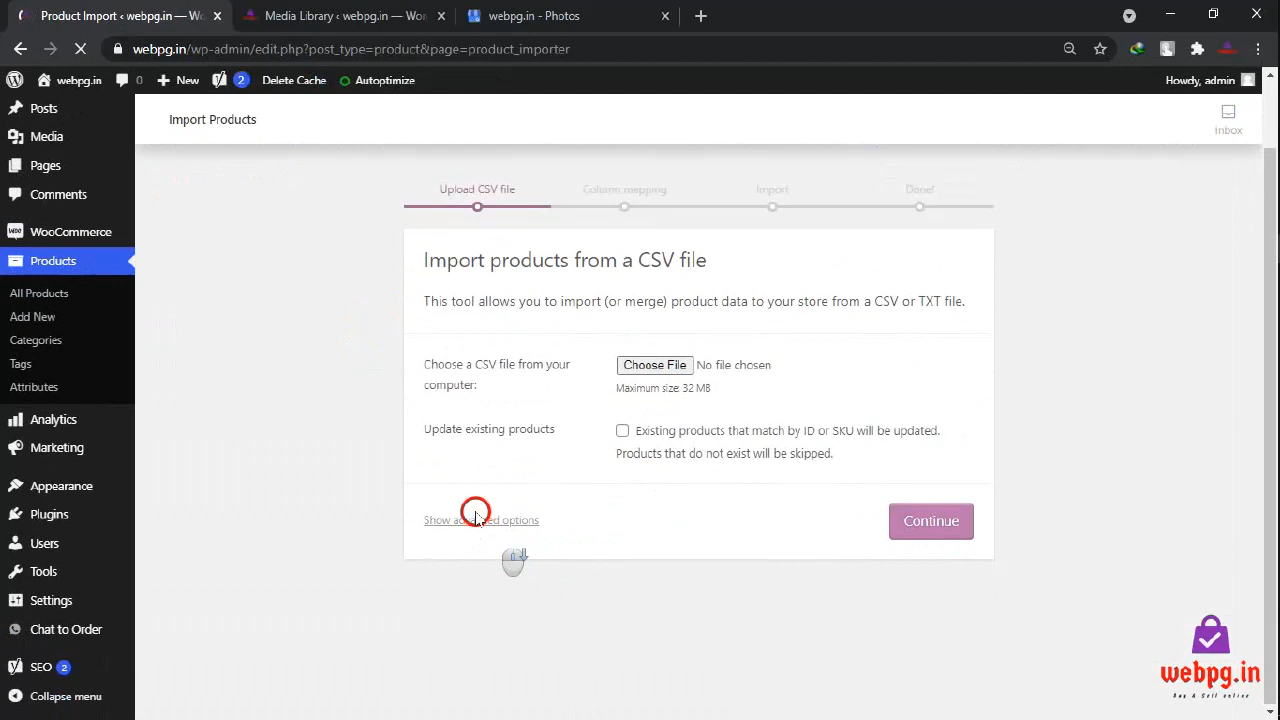 Product Import ‹ webpg.in — Wo
Media Library ‹ webpg.in — Wor
webpg.in - Photos
webpg.in/wp-admin/edit.php?post_type=product&page=product_importer
webpg.in
0
New
2
Delete Cache
Autoptimize
Howdy, admin
Posts
Media
Pages
Comments
WooCommerce
Products
All Products
Add New
Categories
Tags
Attributes
Analytics
Marketing
Appearance
Plugins
Users
Tools
Settings
Chat to Order
SEO 2
Collapse menu
Import Products
Inbox
Upload CSV file
Column mapping
Import
Done!
Import products from a CSV file
This tool allows you to import (or merge) product data to your store from a CSV or TXT file.
Choose a CSV file from your
computer:
Choose File No file chosen
Maximum size: 32 MB
Update existing products
Existing products that match by ID or SKU will be updated.
Products that do not exist will be skipped.
Show advanced options
Continue
webpg.in
Buy & Sell online